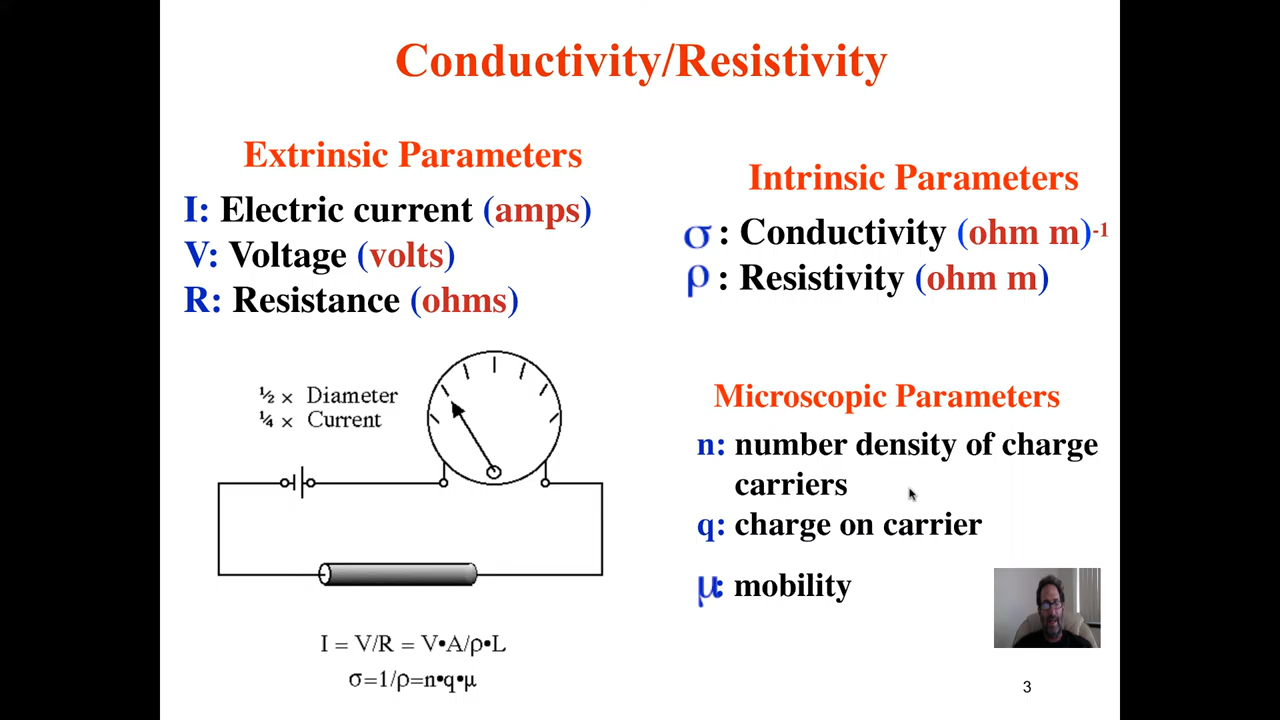 Conductivity/Resistivity
Extrinsic Parameters
I: Electric current (amps)
V: Voltage (volts)
R: Resistance (ohms)
Intrinsic Parameters
σ : Conductivity (ohm m)⁻¹
ρ : Resistivity (ohm m)
½ × Diameter
¼ × Current
Microscopic Parameters
n: number density of charge
carriers
q: charge on carrier
μ: mobility
I = V/R = V•A/ρ•L
σ=1/ρ=n•q•μ
3